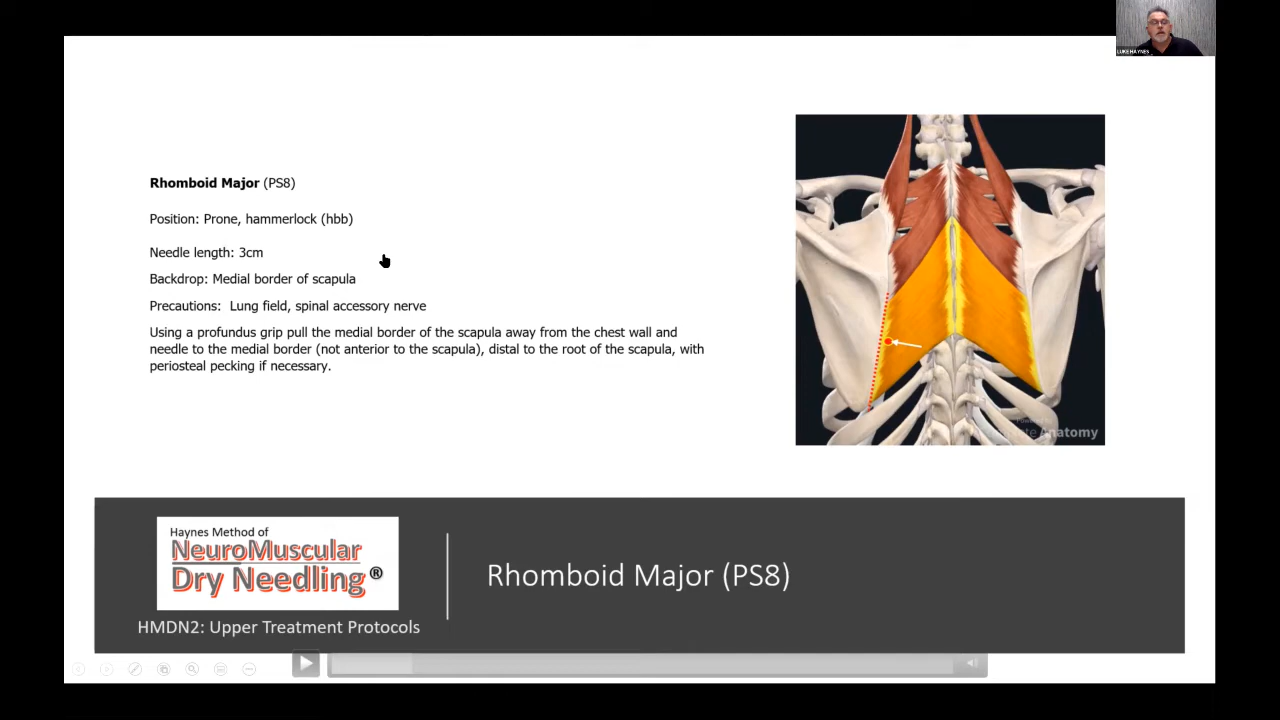 LUKE HAYNES
Rhomboid Major (PS8)
Position: Prone, hammerlock (hbb)
Needle length: 3cm
Backdrop: Medial border of scapula
Precautions:  Lung field, spinal accessory nerve
Using a profundus grip pull the medial border of the scapula away from the chest wall and
needle to the medial border (not anterior to the scapula), distal to the root of the scapula, with
periosteal pecking if necessary.
Anatomy
Haynes Method of
NeuroMuscular
Dry Needling®
HMDN2: Upper Treatment Protocols
Rhomboid Major (PS8)